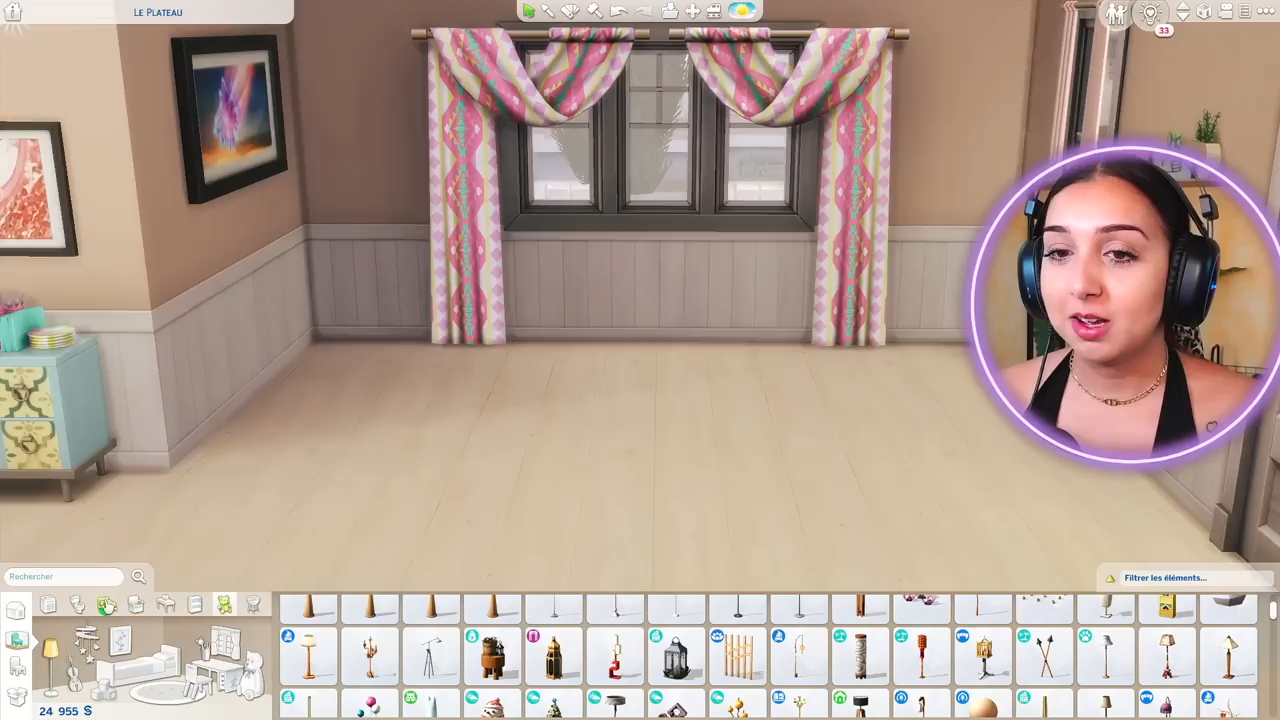 Le Plateau
33
Rechercher
Filtrer les éléments...
24 955 $